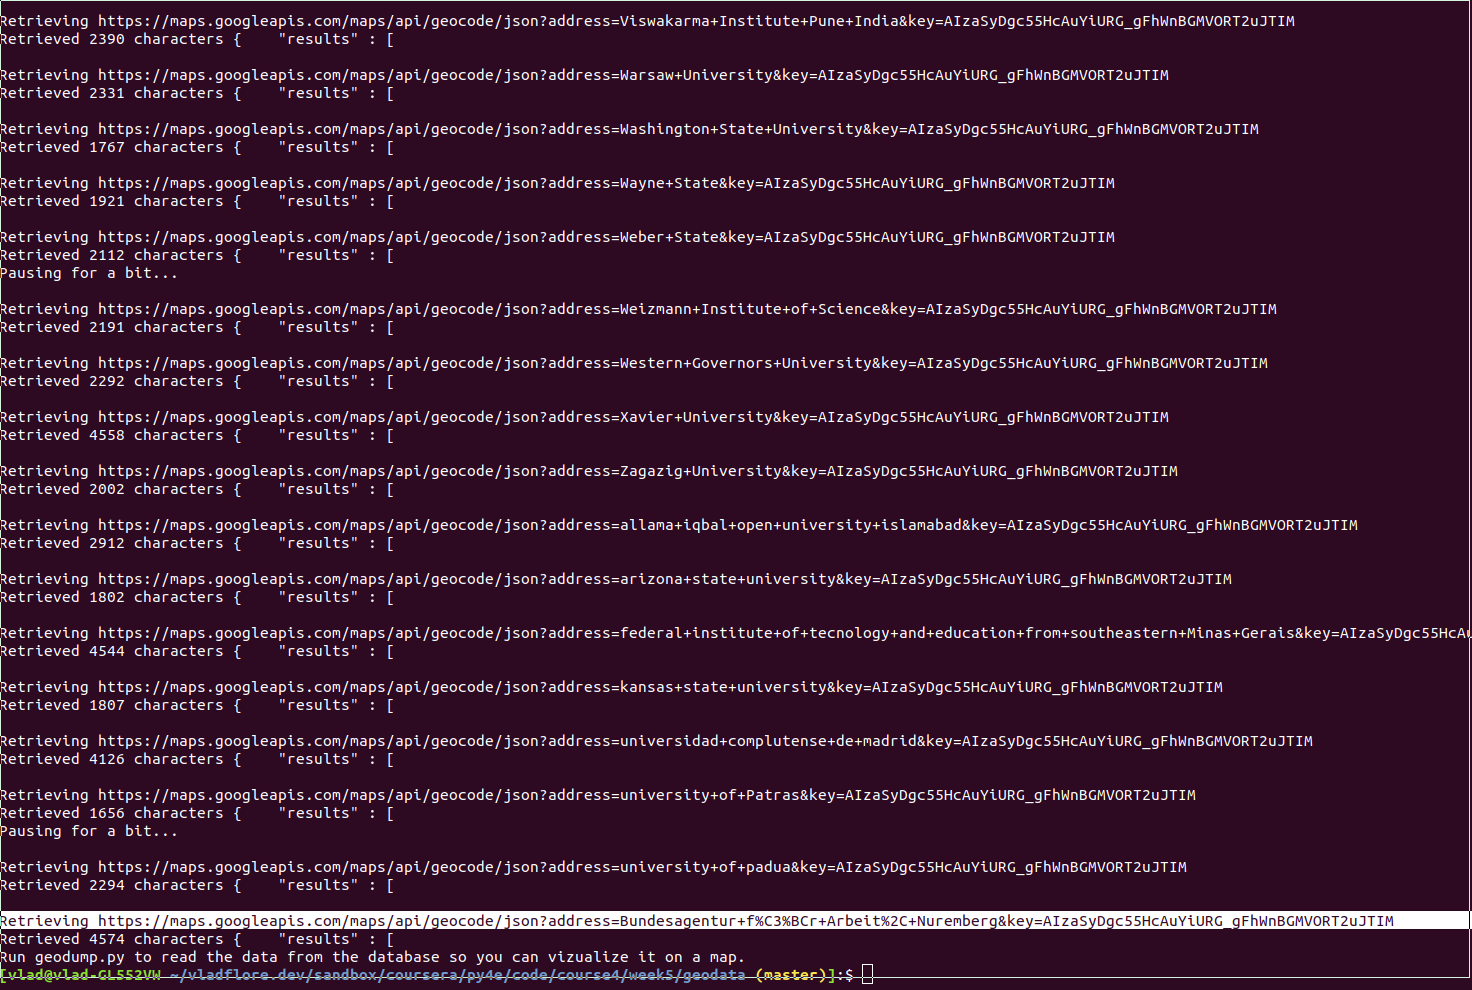 Retrieving https://maps.googleapis.com/maps/api/geocode/json?address=Viswakarma+Institute+Pune+India&key=AIzaSyDgc55HcAuYiURG_gFhWnBGMVORT2uJTIM
Retrieved 2390 characters {    "results" : [
Retrieving https://maps.googleapis.com/maps/api/geocode/json?address=Warsaw+University&key=AIzaSyDgc55HcAuYiURG_gFhWnBGMVORT2uJTIM
Retrieved 2331 characters {    "results" : [
Retrieving https://maps.googleapis.com/maps/api/geocode/json?address=Washington+State+University&key=AIzaSyDgc55HcAuYiURG_gFhWnBGMVORT2uJTIM
Retrieved 1767 characters {    "results" : [
Retrieving https://maps.googleapis.com/maps/api/geocode/json?address=Wayne+State&key=AIzaSyDgc55HcAuYiURG_gFhWnBGMVORT2uJTIM
Retrieved 1921 characters {    "results" : [
Retrieving https://maps.googleapis.com/maps/api/geocode/json?address=Weber+State&key=AIzaSyDgc55HcAuYiURG_gFhWnBGMVORT2uJTIM
Retrieved 2112 characters {    "results" : [
Pausing for a bit...
Retrieving https://maps.googleapis.com/maps/api/geocode/json?address=Weizmann+Institute+of+Science&key=AIzaSyDgc55HcAuYiURG_gFhWnBGMVORT2uJTIM
Retrieved 2191 characters {    "results" : [
Retrieving https://maps.googleapis.com/maps/api/geocode/json?address=Western+Governors+University&key=AIzaSyDgc55HcAuYiURG_gFhWnBGMVORT2uJTIM
Retrieved 2292 characters {    "results" : [
Retrieving https://maps.googleapis.com/maps/api/geocode/json?address=Xavier+University&key=AIzaSyDgc55HcAuYiURG_gFhWnBGMVORT2uJTIM
Retrieved 4558 characters {    "results" : [
Retrieving https://maps.googleapis.com/maps/api/geocode/json?address=Zagazig+University&key=AIzaSyDgc55HcAuYiURG_gFhWnBGMVORT2uJTIM
Retrieved 2002 characters {    "results" : [
Retrieving https://maps.googleapis.com/maps/api/geocode/json?address=allama+iqbal+open+university+islamabad&key=AIzaSyDgc55HcAuYiURG_gFhWnBGMVORT2uJTIM
Retrieved 2912 characters {    "results" : [
Retrieving https://maps.googleapis.com/maps/api/geocode/json?address=arizona+state+university&key=AIzaSyDgc55HcAuYiURG_gFhWnBGMVORT2uJTIM
Retrieved 1802 characters {    "results" : [
Retrieving https://maps.googleapis.com/maps/api/geocode/json?address=federal+institute+of+tecnology+and+education+from+southeastern+Minas+Gerais&key=AIzaSyDgc55HcAu
Retrieved 4544 characters {    "results" : [
Retrieving https://maps.googleapis.com/maps/api/geocode/json?address=kansas+state+university&key=AIzaSyDgc55HcAuYiURG_gFhWnBGMVORT2uJTIM
Retrieved 1807 characters {    "results" : [
Retrieving https://maps.googleapis.com/maps/api/geocode/json?address=universidad+complutense+de+madrid&key=AIzaSyDgc55HcAuYiURG_gFhWnBGMVORT2uJTIM
Retrieved 4126 characters {    "results" : [
Retrieving https://maps.googleapis.com/maps/api/geocode/json?address=university+of+Patras&key=AIzaSyDgc55HcAuYiURG_gFhWnBGMVORT2uJTIM
Retrieved 1656 characters {    "results" : [
Pausing for a bit...
Retrieving https://maps.googleapis.com/maps/api/geocode/json?address=university+of+padua&key=AIzaSyDgc55HcAuYiURG_gFhWnBGMVORT2uJTIM
Retrieved 2294 characters {    "results" : [
Retrieving https://maps.googleapis.com/maps/api/geocode/json?address=Bundesagentur+f%C3%BCr+Arbeit%2C+Nuremberg&key=AIzaSyDgc55HcAuYiURG_gFhWnBGMVORT2uJTIM
Retrieved 4574 characters {    "results" : [
Run geodump.py to read the data from the database so you can vizualize it on a map.
[vlad@vlad-GL552VW ~/vladflore.dev/sandbox/coursera/py4e/code/course4/week5/geodata (master)]:$